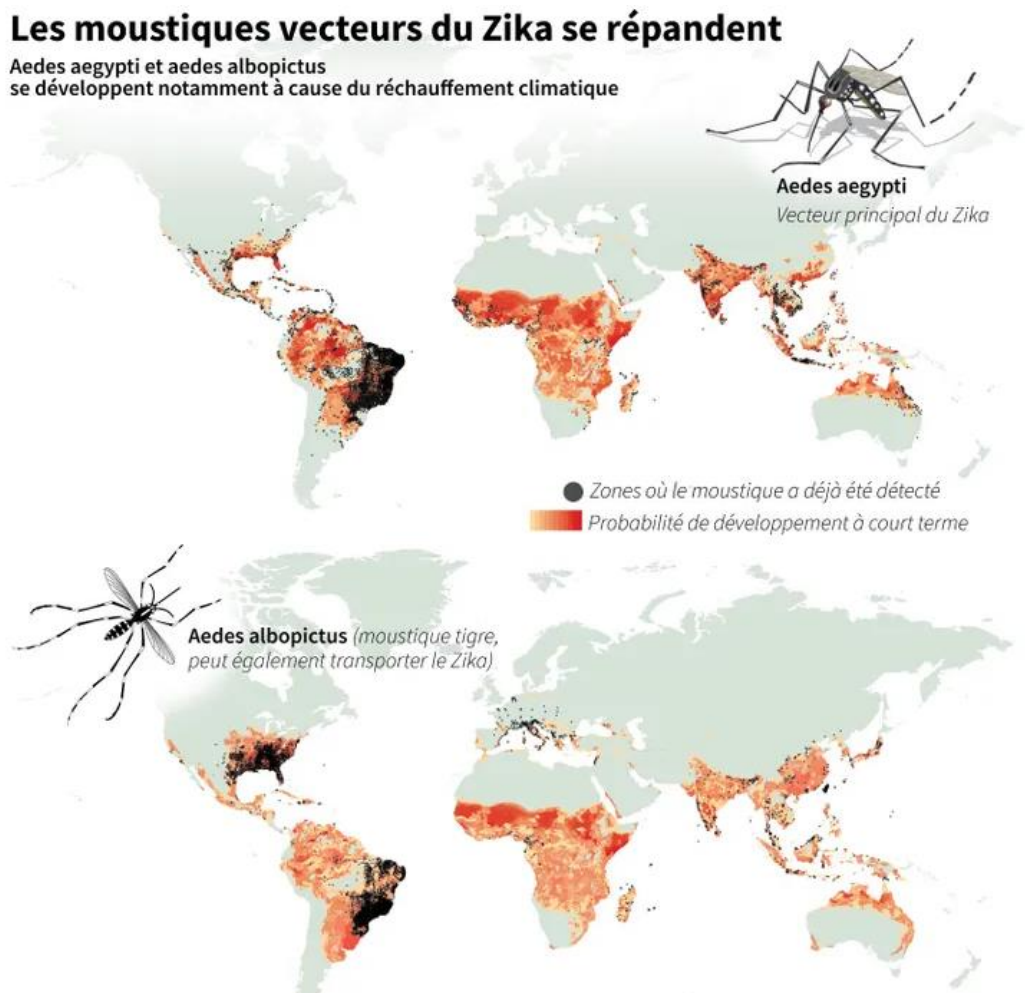 Les moustiques vecteurs du Zika se répandent
Aedes aegypti et aedes albopictus
se développent notamment à cause du réchauffement climatique
Aedes aegypti
Vecteur principal du Zika
Zones où le moustique a déjà été détecté
Probabilité de développement à court terme
Aedes albopictus (moustique tigre,
peut également transporter le Zika)